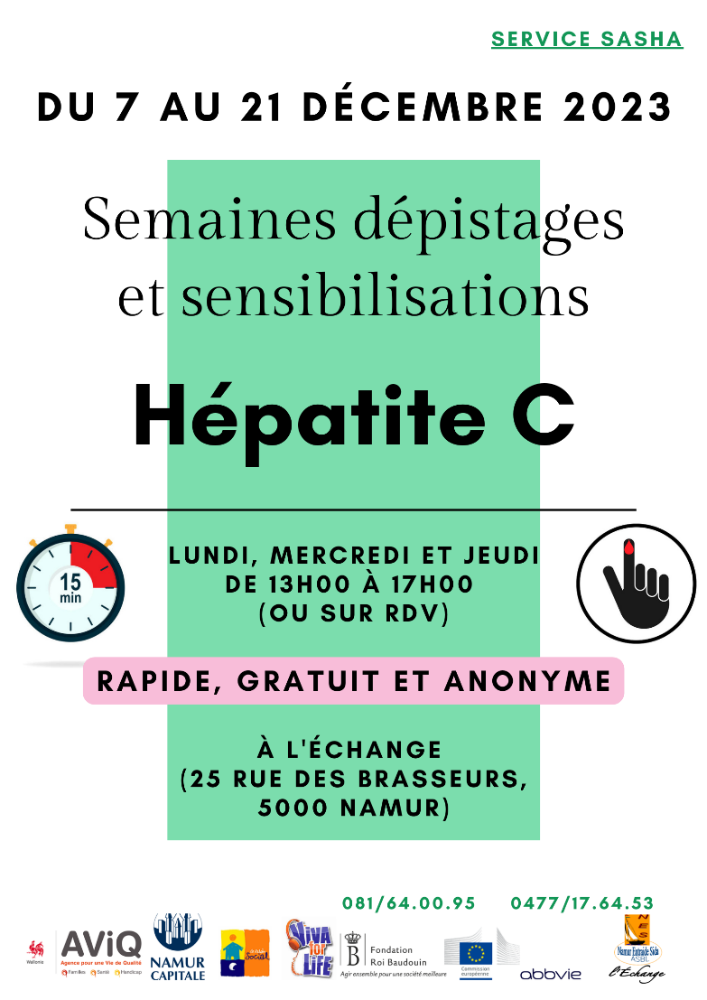 SERVICE SASHA
DU 7 AU 21 DÉCEMBRE 2023
Semaines dépistages
et sensibilisations
Hépatite C
15
min
LUNDI, MERCREDI ET JEUDI
DE 13H00 À 17H00
(OU SUR RDV)
RAPIDE, GRATUIT ET ANONYME
À L'ÉCHANGE
(25 RUE DES BRASSEURS,
5000 NAMUR)
081/64.00.95 0477/17.64.53
Wallonie
AViQ
Agence pour une Vie de Qualité
Familles Santé Handicap
NAMUR
CAPITALE
Social
VIVA
for
LIFE
B
Fondation
Roi Baudouin
Agir ensemble pour une société meilleure
Commission
européenne
abbvie
NES
Namur Entraide Sida
ASBL
l'Échange